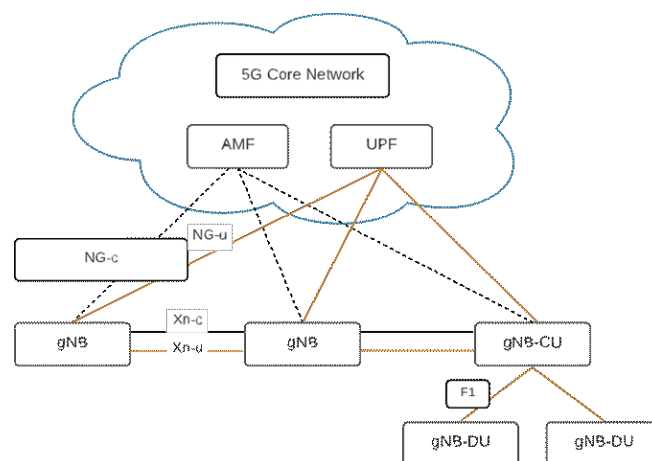 5G Core Network
AMF
UPF
NG-u
NG-c
Xn-c
gNB
gNB
gNB-CU
Xn-u
F1
gNB-DU
gNB-DU